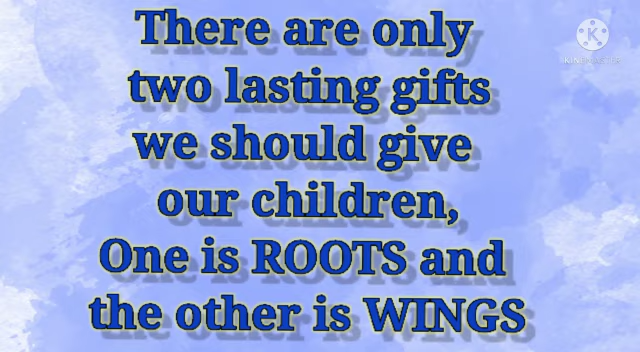 There are only
two lasting gifts
we should give
our children,
One is ROOTS and
the other is WINGS
K
KINEMASTER